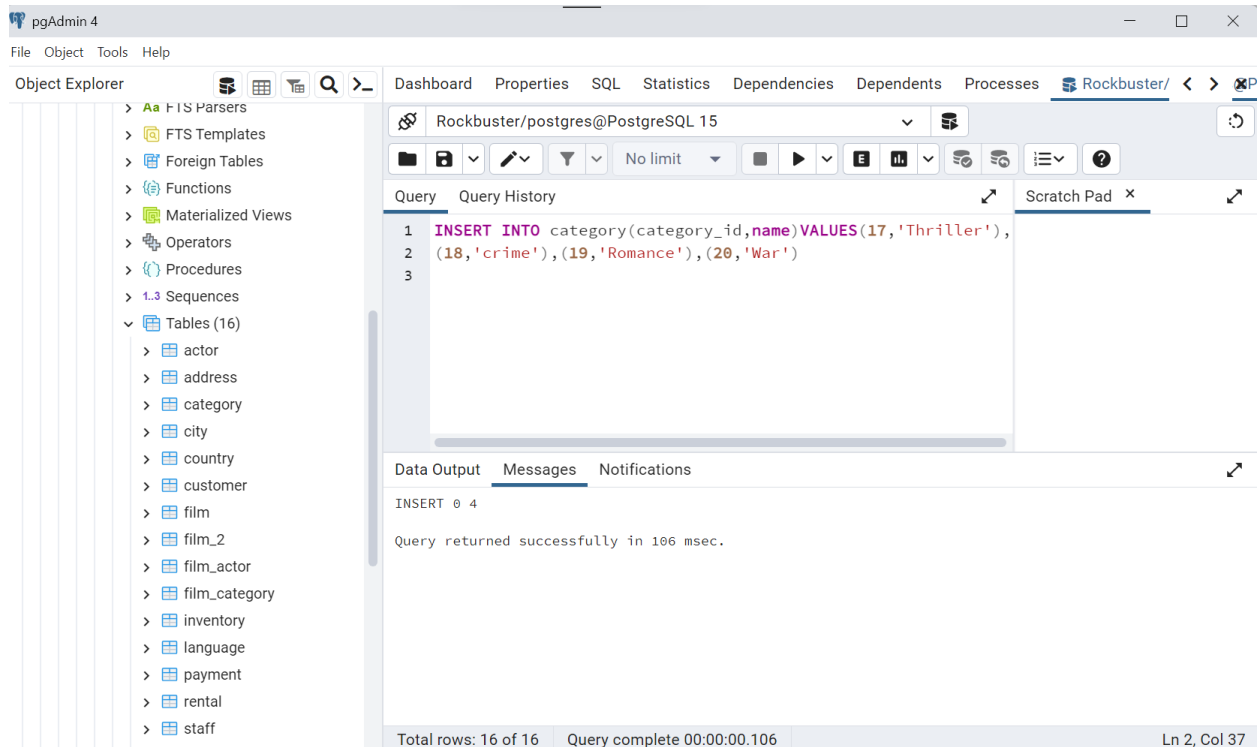 pgAdmin 4
File Object Tools Help
Object Explorer
Dashboard Properties SQL Statistics Dependencies Dependents Processes Rockbuster/
FTS Parsers
FTS Templates
Foreign Tables
Functions
Materialized Views
Operators
Procedures
1..3 Sequences
Tables (16)
actor
address
category
city
country
customer
film
film_2
film_actor
film_category
inventory
language
payment
rental
staff
Rockbuster/postgres@PostgreSQL 15
No limit
Query Query History
Scratch Pad
1 INSERT INTO category(category_id,name)VALUES(17,'Thriller'),
2 (18,'crime'),(19,'Romance'),(20,'War')
3
Data Output Messages Notifications
INSERT 0 4
Query returned successfully in 106 msec.
Total rows: 16 of 16 Query complete 00:00:00.106 Ln 2, Col 37